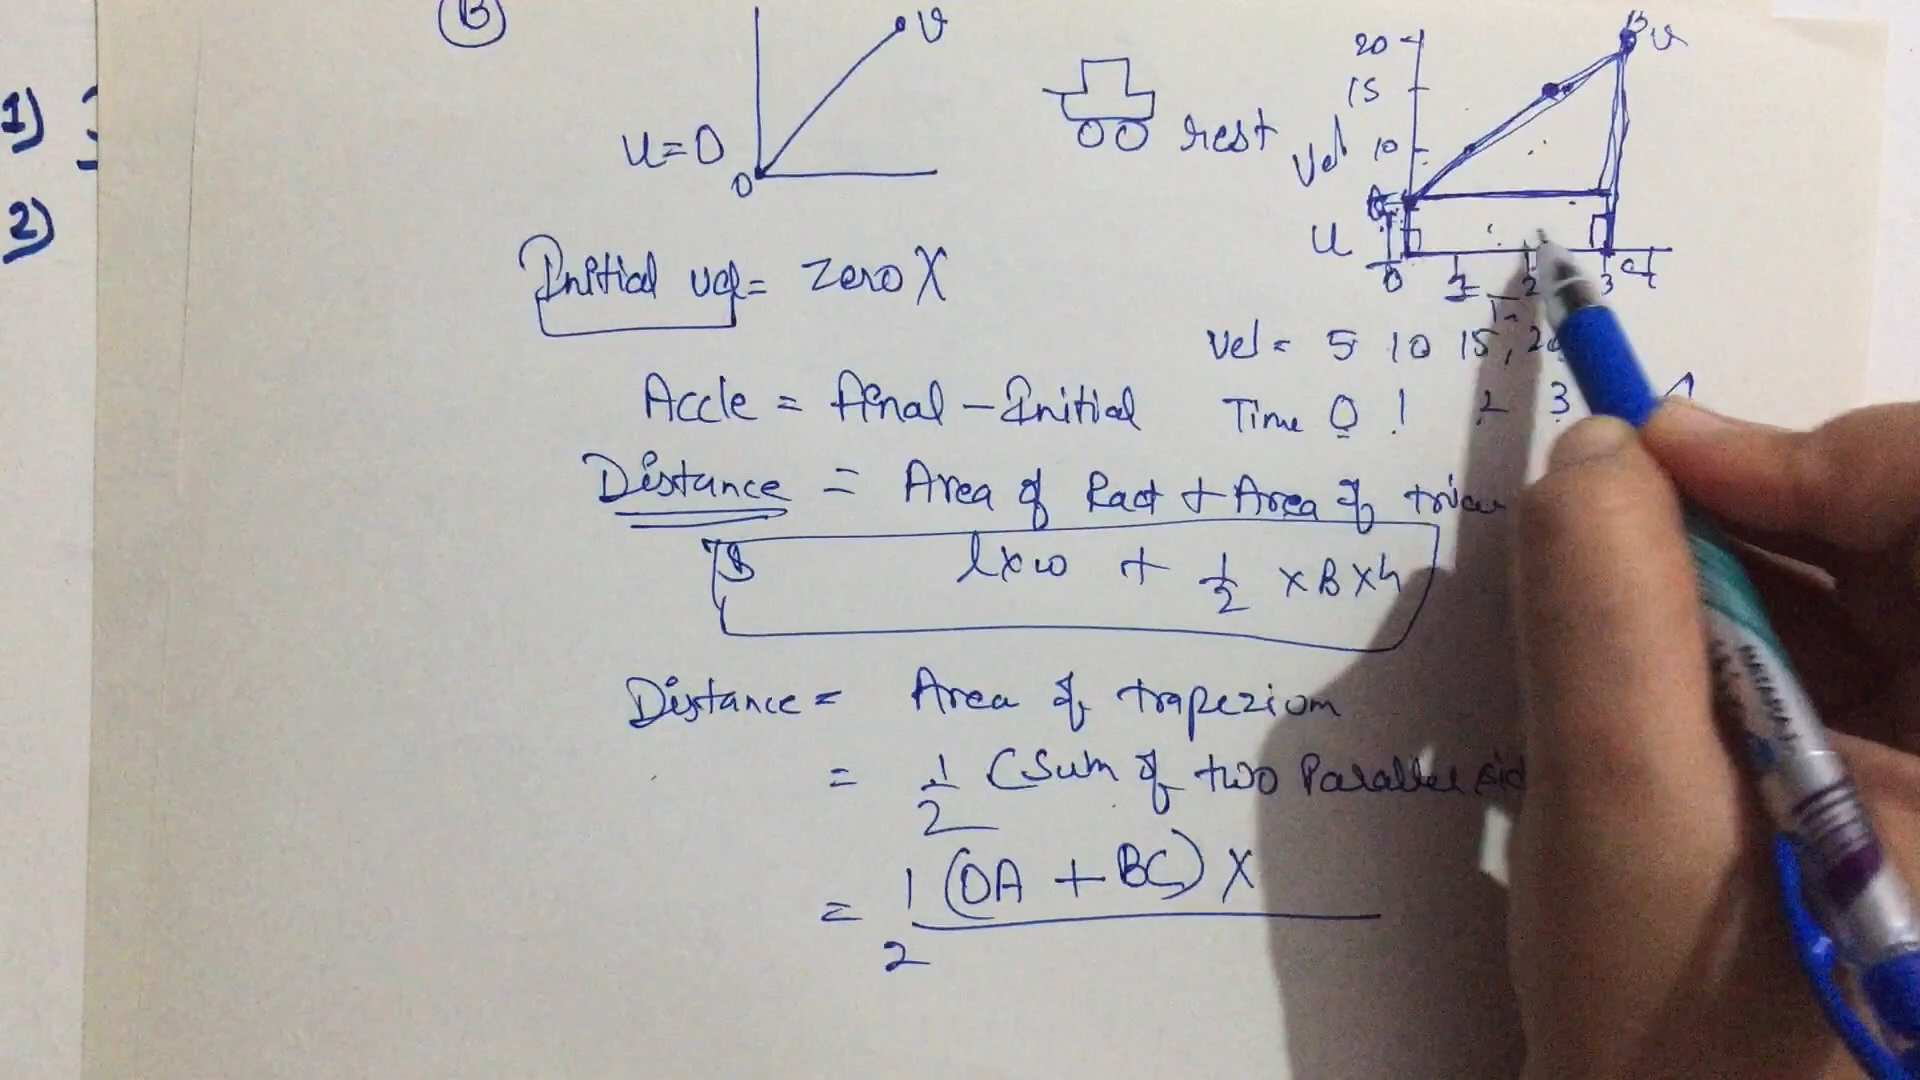 B
1)
2)
v
u=0
0
rest
Vel
20
15
10
B v
A
u
0 1 2 3 4
C
Initial vel = zero X
Vel = 5 10 15, 20
Time 0 1 2 3
Accle = Final - Initial
Distance = Area of Rect + Area of
S l x w + 1/2 x B x h
Distance = Area of trapezium
= 1/2 (Sum of two Parallel
= 1/2 (OA + BC) X